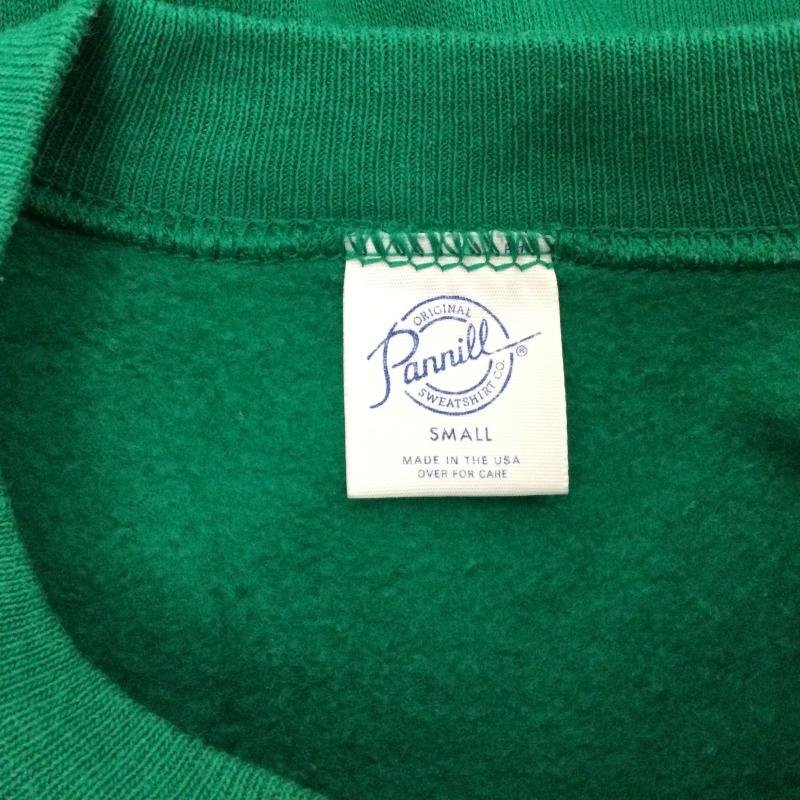 ORIGINAL
Pannill®
SWEATSHIRT CO.
SMALL
MADE IN THE USA
OVER FOR CARE